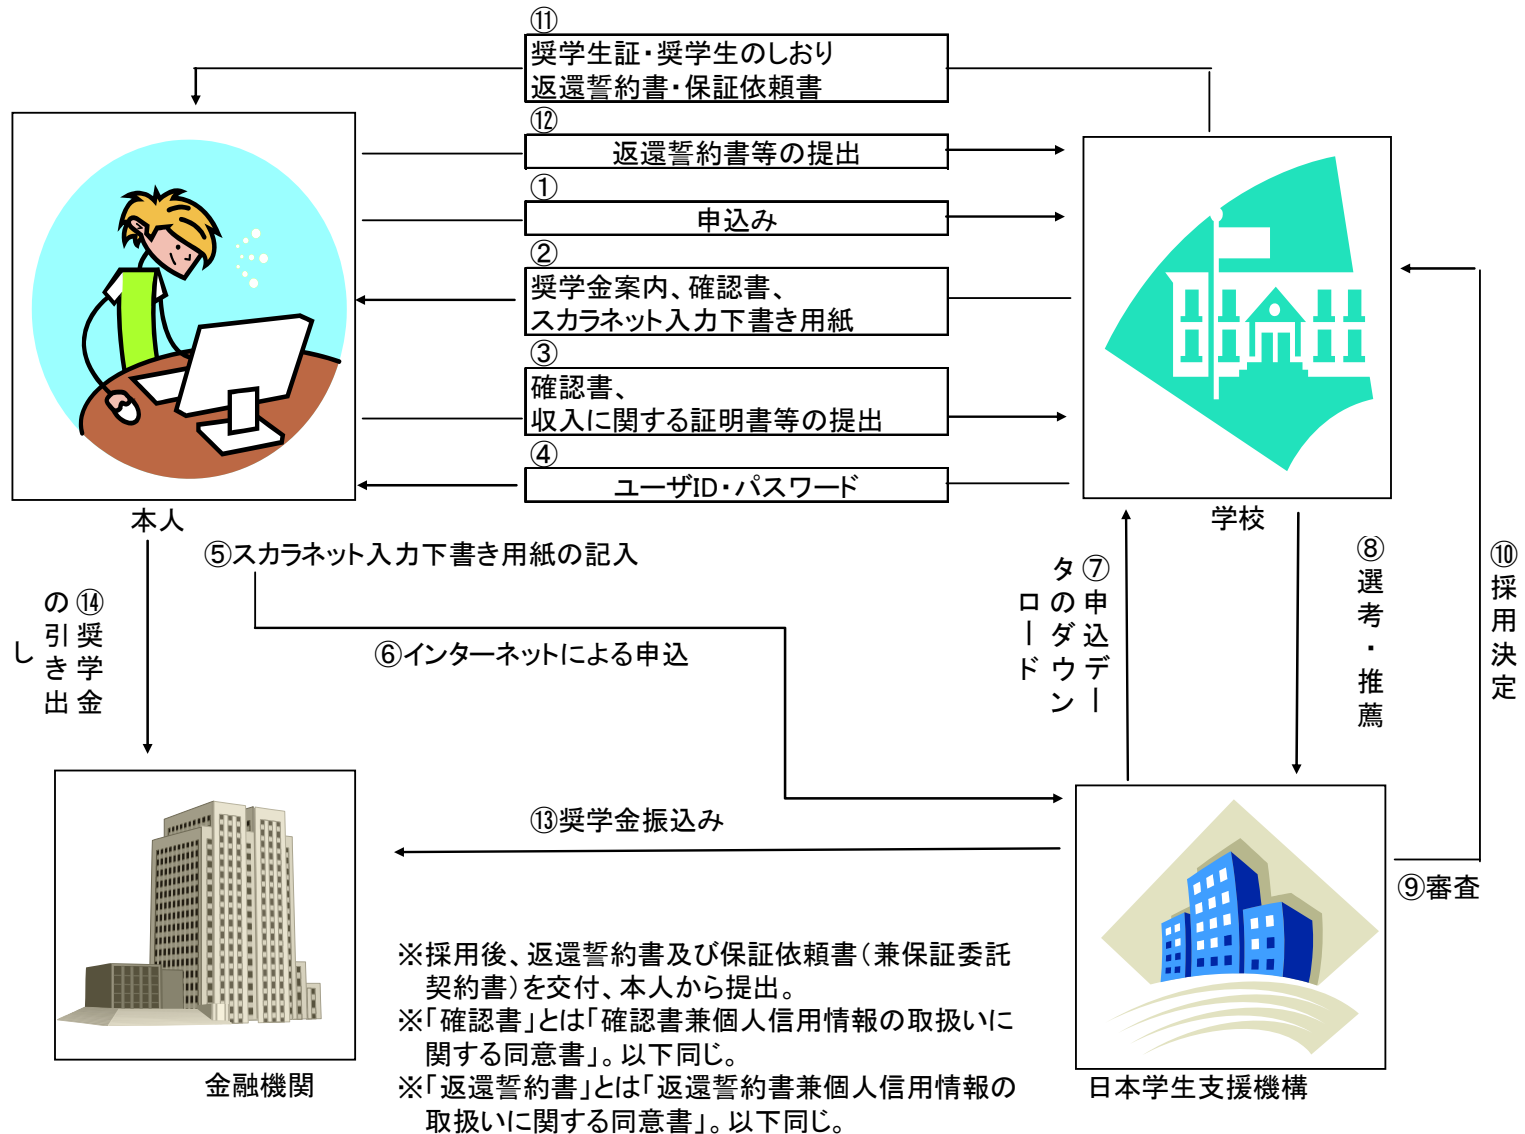 ⑪
奨学生証・奨学生のしおり
返還誓約書・保証依頼書
⑫
返還誓約書等の提出
①
申込み
②
奨学金案内、確認書、
スカラネット入力下書き用紙
③
確認書、
収入に関する証明書等の提出
④
ユーザID・パスワード
本人
学校
⑤スカラネット入力下書き用紙の記入
⑥インターネットによる申込
⑦申込デー
タのダウン
ロード
⑧選考・推薦
⑩採用決定
⑭奨学金
の引き出
し
⑬奨学金振込み
⑨審査
金融機関
日本学生支援機構
※採用後、返還誓約書及び保証依頼書(兼保証委託
契約書)を交付、本人から提出。
※「確認書」とは「確認書兼個人信用情報の取扱いに
関する同意書」。以下同じ。
※「返還誓約書」とは「返還誓約書兼個人信用情報の
取扱いに関する同意書」。以下同じ。